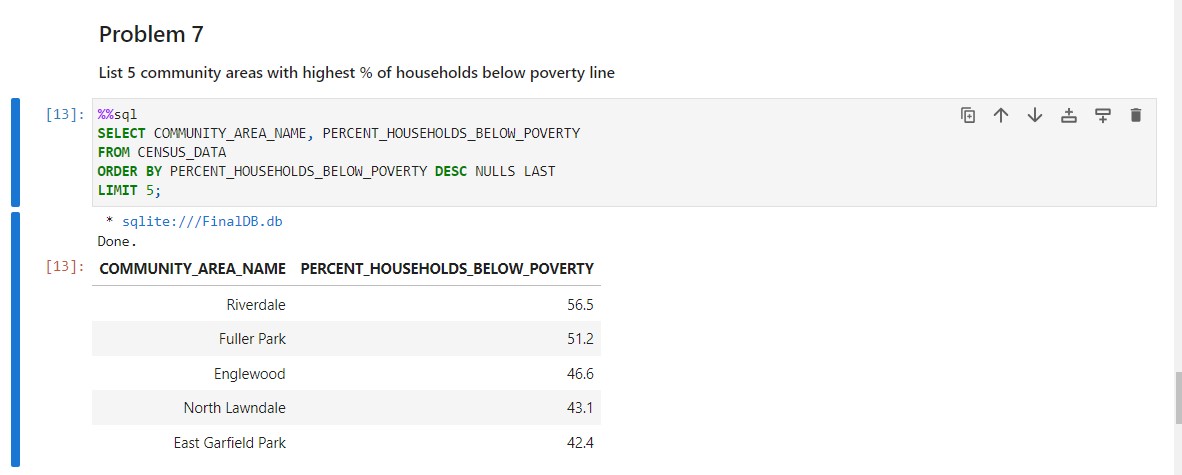 Problem 7
List 5 community areas with highest % of households below poverty line
[13]: %%sql
SELECT COMMUNITY_AREA_NAME, PERCENT_HOUSEHOLDS_BELOW_POVERTY
FROM CENSUS_DATA
ORDER BY PERCENT_HOUSEHOLDS_BELOW_POVERTY DESC NULLS LAST
LIMIT 5;
* sqlite:///FinalDB.db
Done.
[13]: COMMUNITY_AREA_NAME PERCENT_HOUSEHOLDS_BELOW_POVERTY
Riverdale 56.5
Fuller Park 51.2
Englewood 46.6
North Lawndale 43.1
East Garfield Park 42.4